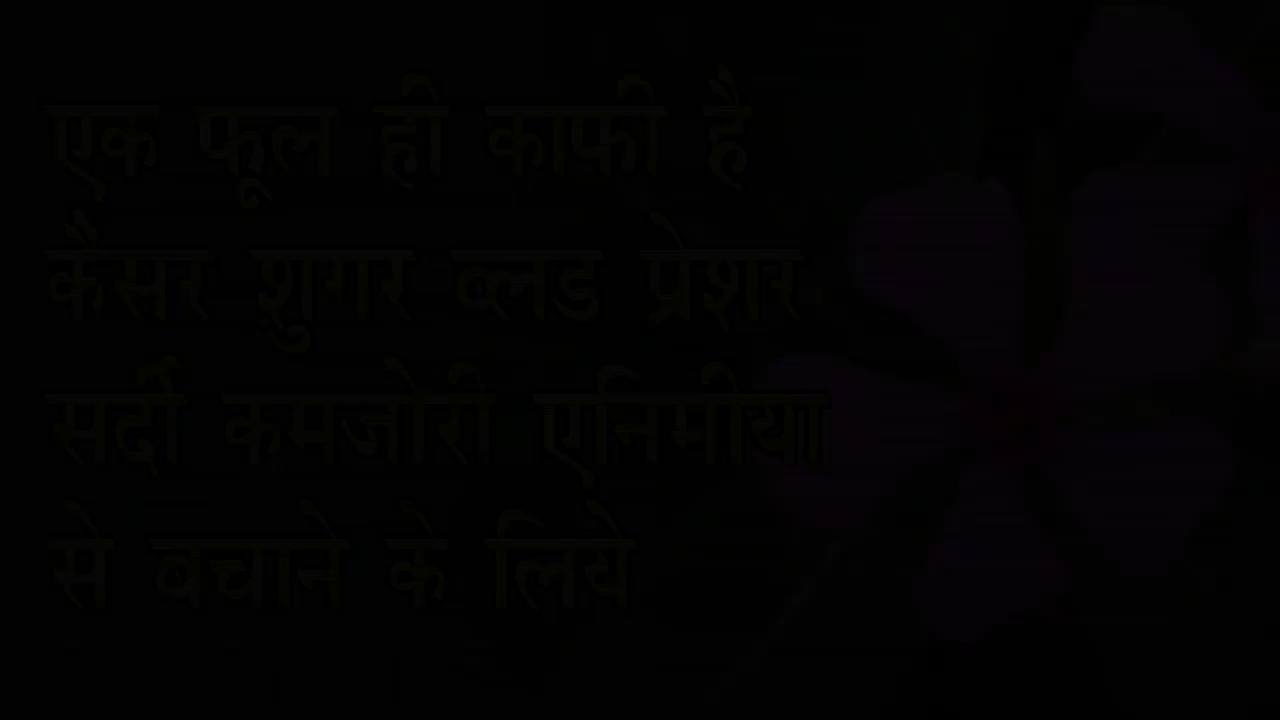 एक फूल ही काफी है
कैंसर शुगर ब्लड प्रेशर
सर्दी कमजोरी एनिमीया
से बचाने के लिये